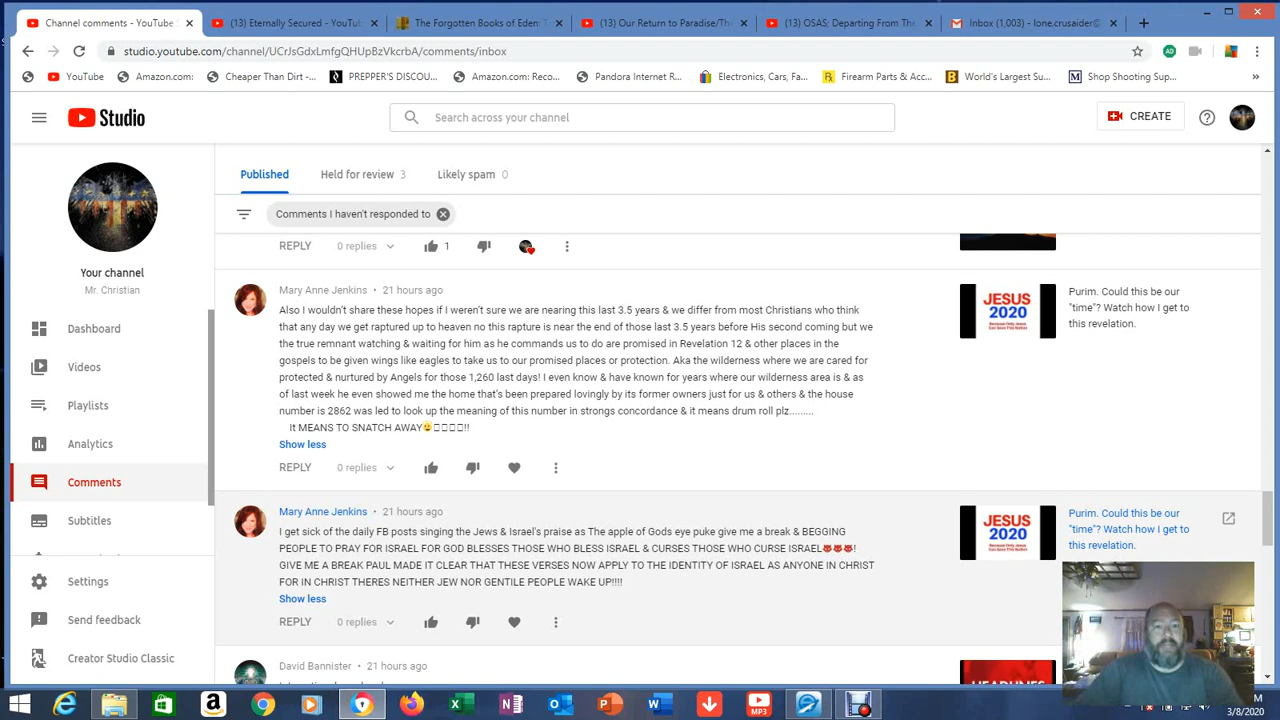 Channel comments - YouTube
(13) Eternally Secured - YouTu
The Forgotten Books of Eden: T
(13) Our Return to Paradise/The
(13) OSAS: Departing From The
Inbox (1,003) - lone.crusaider@
studio.youtube.com/channel/UCrJsGdxLmfgQHUpBzVkcrbA/comments/inbox
YouTube
Amazon.com:
Cheaper Than Dirt -
PREPPER'S DISCOU...
Amazon.com: Reco...
Pandora Internet R...
Electronics, Cars, Fa...
Firearm Parts & Acc...
World's Largest Su...
Shop Shooting Sup...
Studio
Search across your channel
CREATE
Published
Held for review 3
Likely spam 0
Comments I haven't responded to
Your channel
Mr. Christian
Dashboard
Videos
Playlists
Analytics
Comments
Subtitles
Settings
Send feedback
Creator Studio Classic
REPLY 0 replies 1
Mary Anne Jenkins • 21 hours ago
Also I wouldn't share these hopes if I weren't sure we are nearing this last 3.5 years & we differ from most Christians who think
that any day we get raptured up to heaven no this rapture is near the end of those last 3.5 years before His second coming but we
the true remnant watching & waiting for him as he commands us to do are promised in Revelation 12 & other places in the
gospels to be given wings like eagles to take us to our promised places or protection. Aka the wilderness where we are cared for
protected & nurtured by Angels for those 1,260 last days! I even know & have known for years where our wilderness area is & as
of last week he even showed me the home that's been prepared lovingly by its former owners just for us & others & the house
number is 2862 was led to look up the meaning of this number in strongs concordance & it means drum roll plz.........
It MEANS TO SNATCH AWAY😀□□□□!!
Show less
REPLY 0 replies
Purim. Could this be our
"time"? Watch how I get to
this revelation.
JESUS
2020
Mary Anne Jenkins • 21 hours ago
I get sick of the daily FB posts singing the Jews & Israel's praise as The apple of Gods eye puke give me a break & BEGGING
PEOPLE TO PRAY FOR ISRAEL FOR GOD BLESSES THOSE WHO BLESS ISRAEL & CURSES THOSE WHO CURSE ISRAEL😡😡😡!
GIVE ME A BREAK PAUL MADE IT CLEAR THAT THESE VERSES NOW APPLY TO THE IDENTITY OF ISRAEL AS ANYONE IN CHRIST
FOR IN CHRIST THERES NEITHER JEW NOR GENTILE PEOPLE WAKE UP!!!!
Show less
REPLY 0 replies
Purim. Could this be our
"time"? Watch how I get to
this revelation.
JESUS
2020
David Bannister • 21 hours ago
HEADLINES
3/8/2020